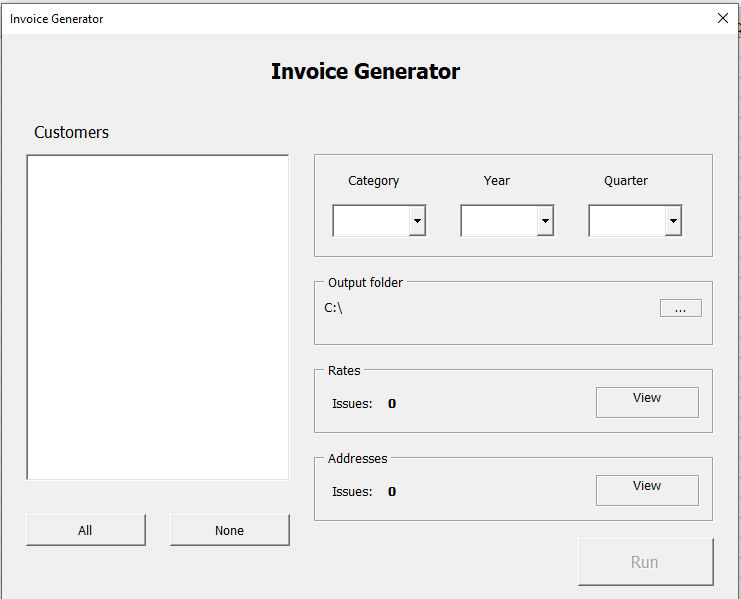 Invoice Generator
Invoice Generator
Customers
Category Year Quarter
Output folder
C:\
...
Rates
Issues: 0 View
Addresses
Issues: 0 View
All None
Run